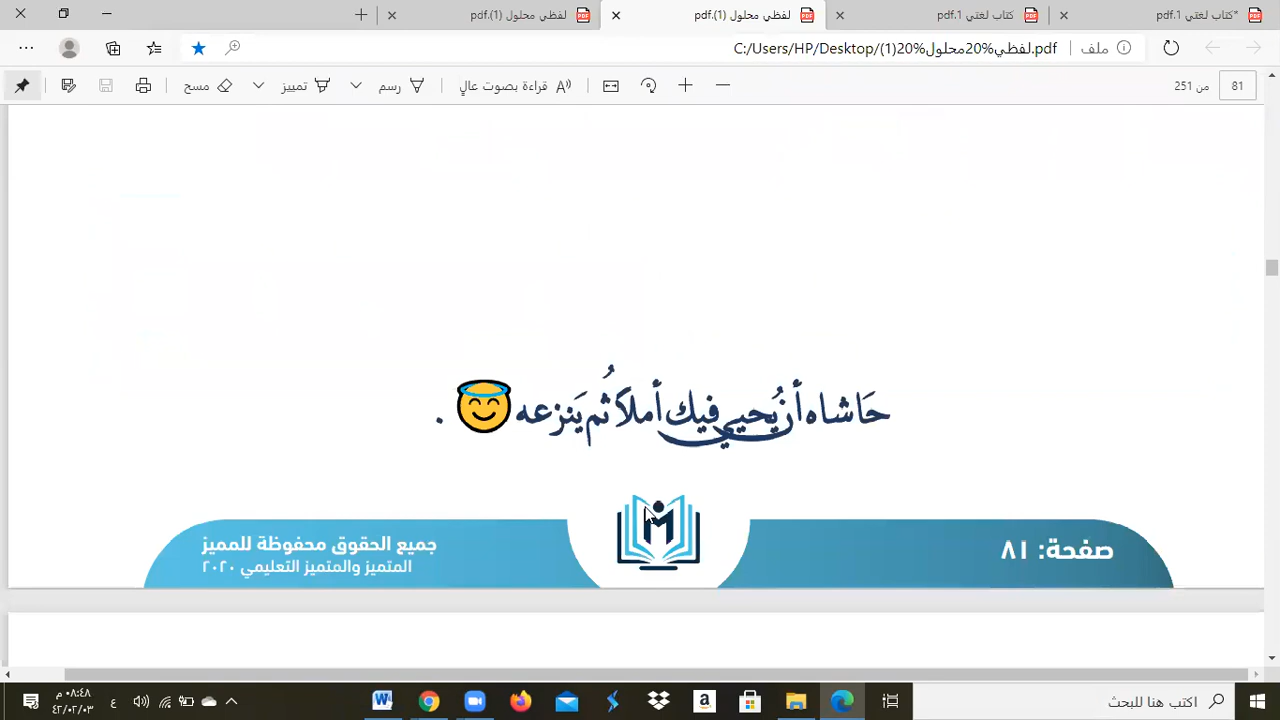 كتاب لغتي 1.pdf*
كتاب لغتي 1.pdf
لفظي محلول (1).pdf
لفظي محلول (1).pdf
ملف
C:/Users/HP/Desktop/لفظي%20محلول%20(1).pdf
81
من 251
قراءة بصوت عالٍ
رسم
تمييز
مسح
حَاشاه أن يُحيي فيك أملاً ثُم يَنزعه 😇 .
صفحة: ٨١
جميع الحقوق محفوظة للمميز
المتميز والمتميز التعليمي ٢٠٢٠
اكتب هنا للبحث
ع
٠٨:٤٨ م
٤٢/٠٢/٠٣